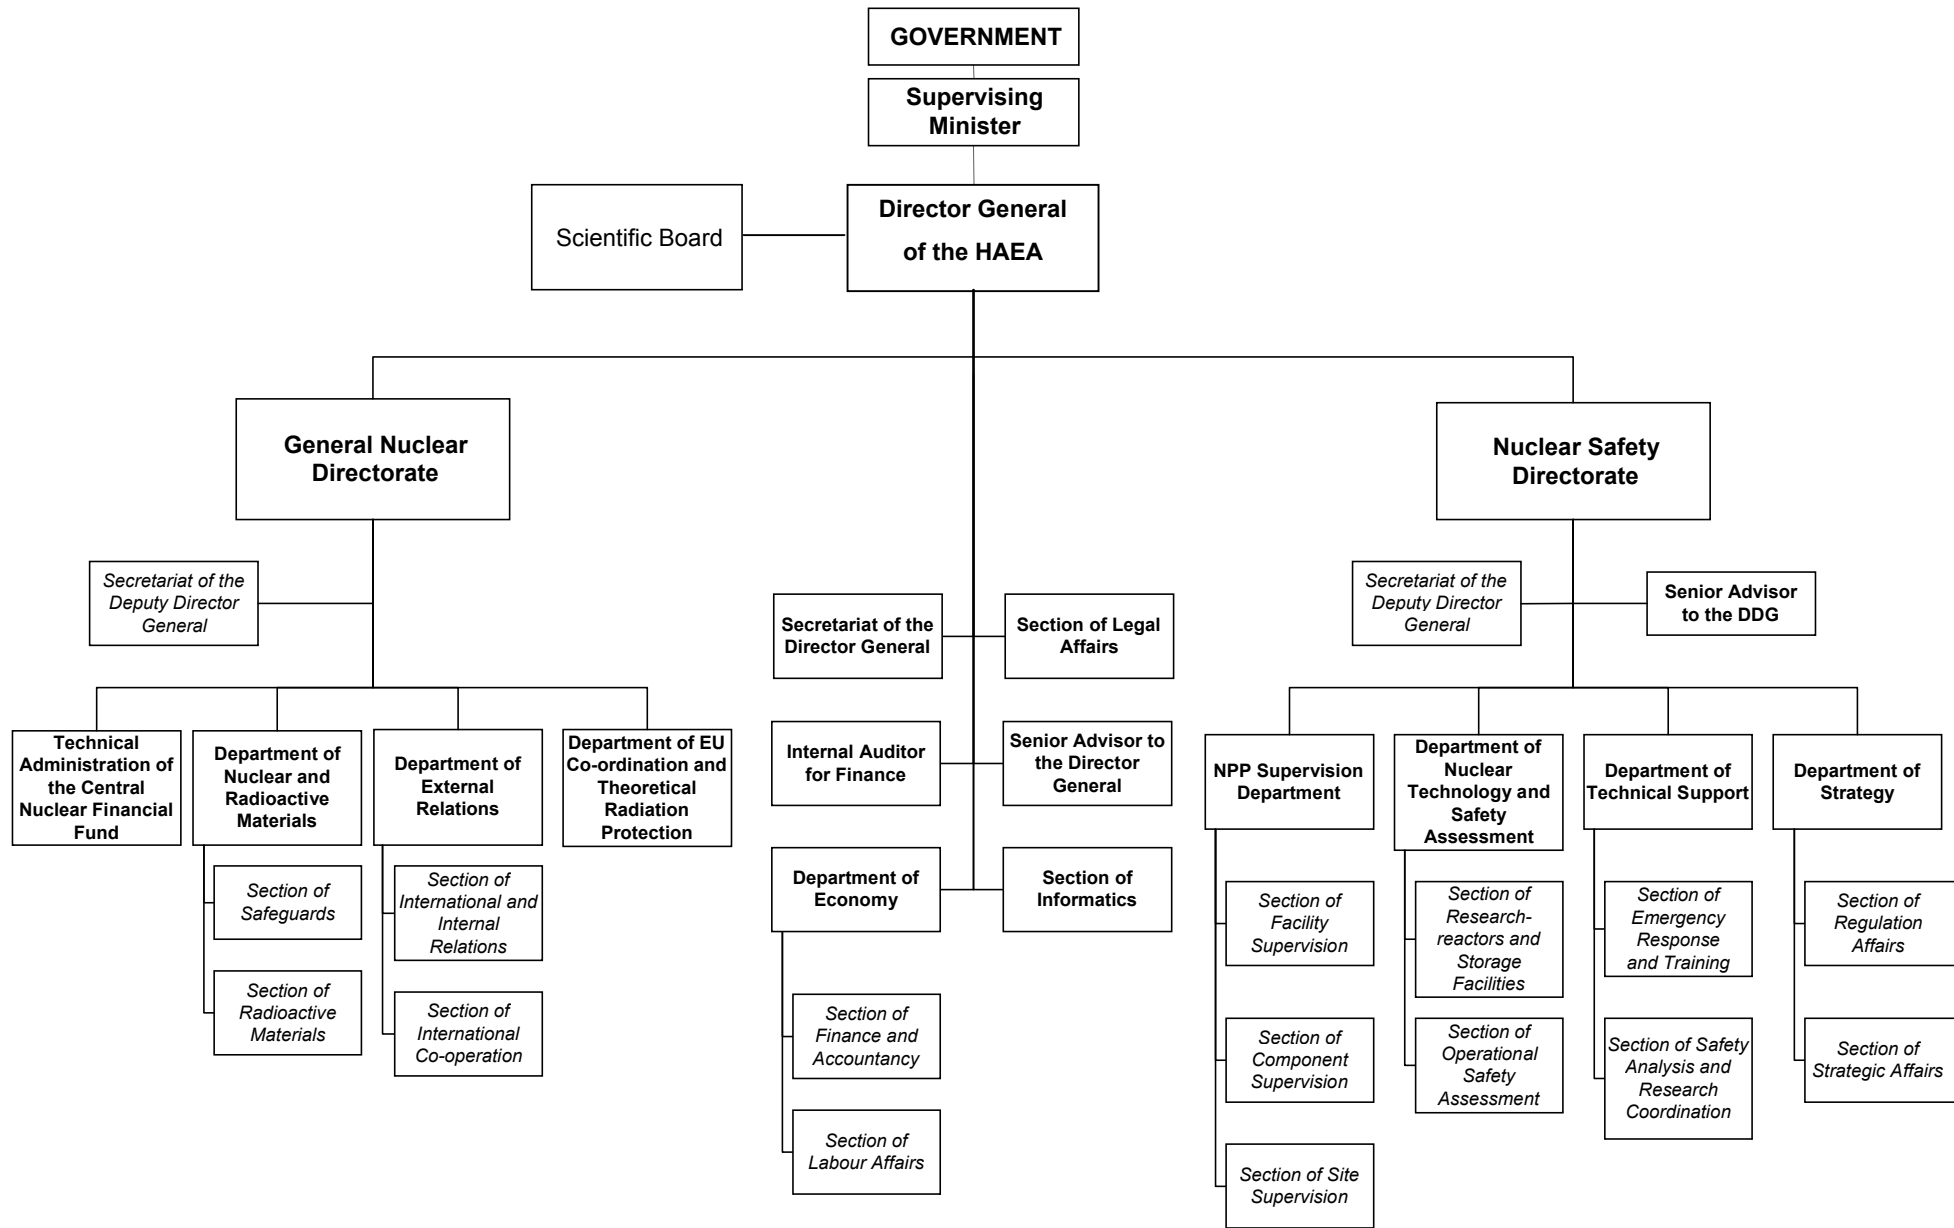 GOVERNMENT
Supervising
Minister
Scientific Board
Director General
of the HAEA
General Nuclear
Directorate
Nuclear Safety
Directorate
Secretariat of the
Deputy Director
General
Secretariat of the
Director General
Section of Legal
Affairs
Secretariat of the
Deputy Director
General
Senior Advisor
to the DDG
Technical
Administration of
the Central
Nuclear Financial
Fund
Department of
Nuclear and
Radioactive
Materials
Department of
External
Relations
Department of EU
Co-ordination and
Theoretical
Radiation
Protection
Internal Auditor
for Finance
Senior Advisor to
the Director
General
NPP Supervision
Department
Department of
Nuclear
Technology and
Safety
Assessment
Department of
Technical Support
Department of
Strategy
Section of
Safeguards
Section of
International and
Internal
Relations
Department of
Economy
Section of
Informatics
Section of
Facility
Supervision
Section of
Research-
reactors and
Storage
Facilities
Section of
Emergency
Response
and Training
Section of
Regulation
Affairs
Section of
Radioactive
Materials
Section of
International
Co-operation
Section of
Finance and
Accountancy
Section of
Component
Supervision
Section of
Operational
Safety
Assessment
Section of Safety
Analysis and
Research
Coordination
Section of
Strategic Affairs
Section of
Labour Affairs
Section of Site
Supervision